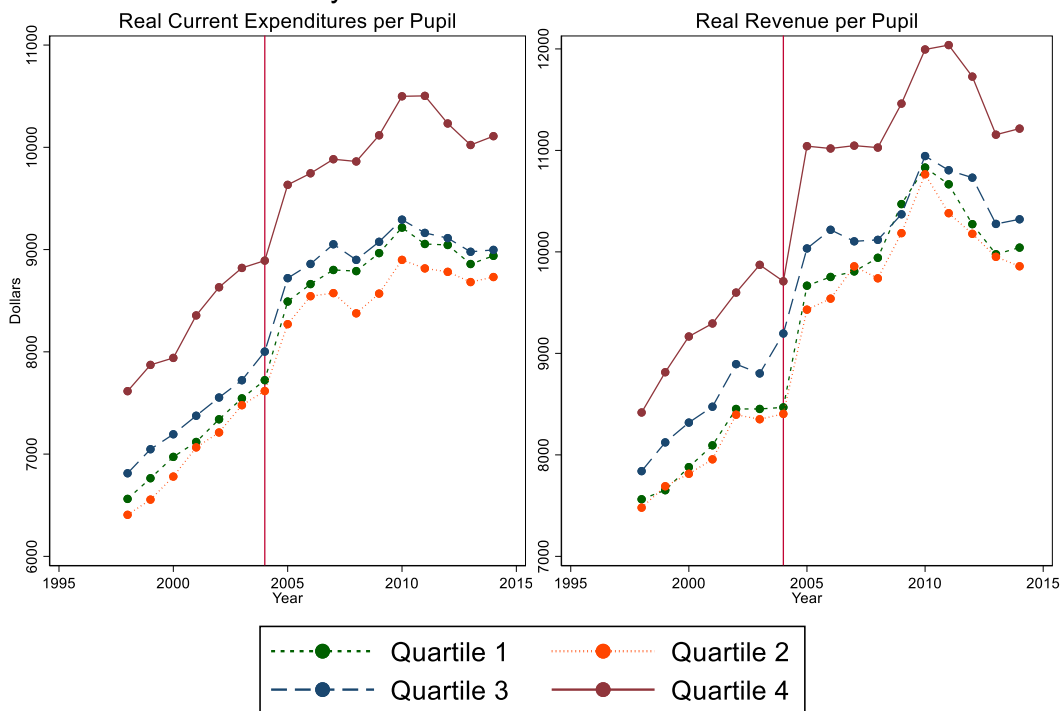 Real Current Expenditures per Pupil
Real Revenue per Pupil
Dollars
11000
10000
9000
8000
7000
6000
1995
2000
2005
2010
2015
Year
12000
11000
10000
9000
8000
7000
1995
2000
2005
2010
2015
Year
Quartile 1
Quartile 2
Quartile 3
Quartile 4